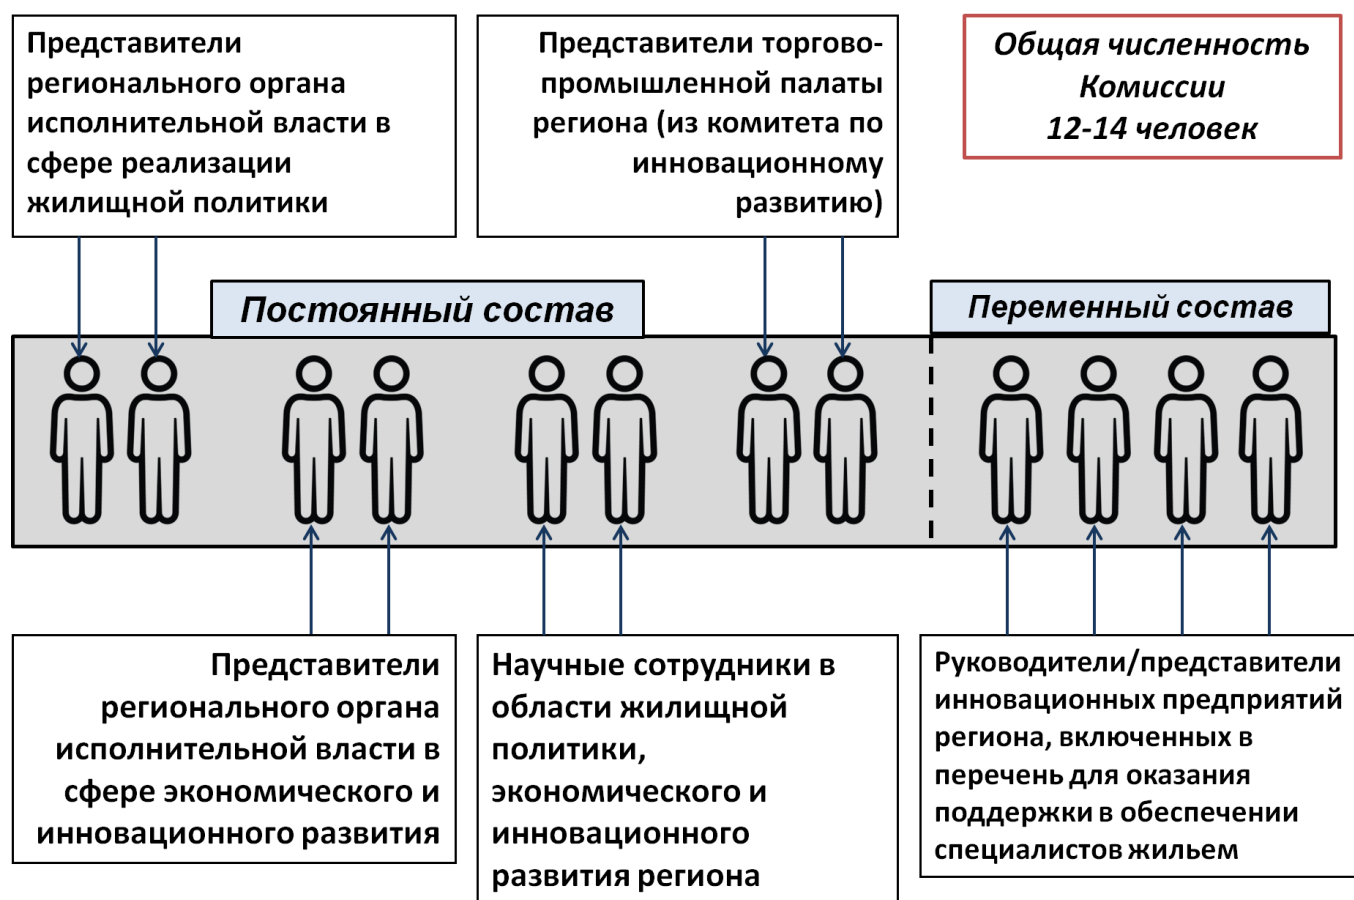 Представители
регионального органа
исполнительной власти в
сфере реализации
жилищной политики
Представители торгово-
промышленной палаты
региона (из комитета по
инновационному
развитию)
Общая численность
Комиссии
12-14 человек
Постоянный состав
Переменный состав
Представители
регионального органа
исполнительной власти в
сфере экономического и
инновационного развития
Научные сотрудники в
области жилищной
политики,
экономического и
инновационного
развития региона
Руководители/представители
инновационных предприятий
региона, включенных в
перечень для оказания
поддержки в обеспечении
специалистов жильем